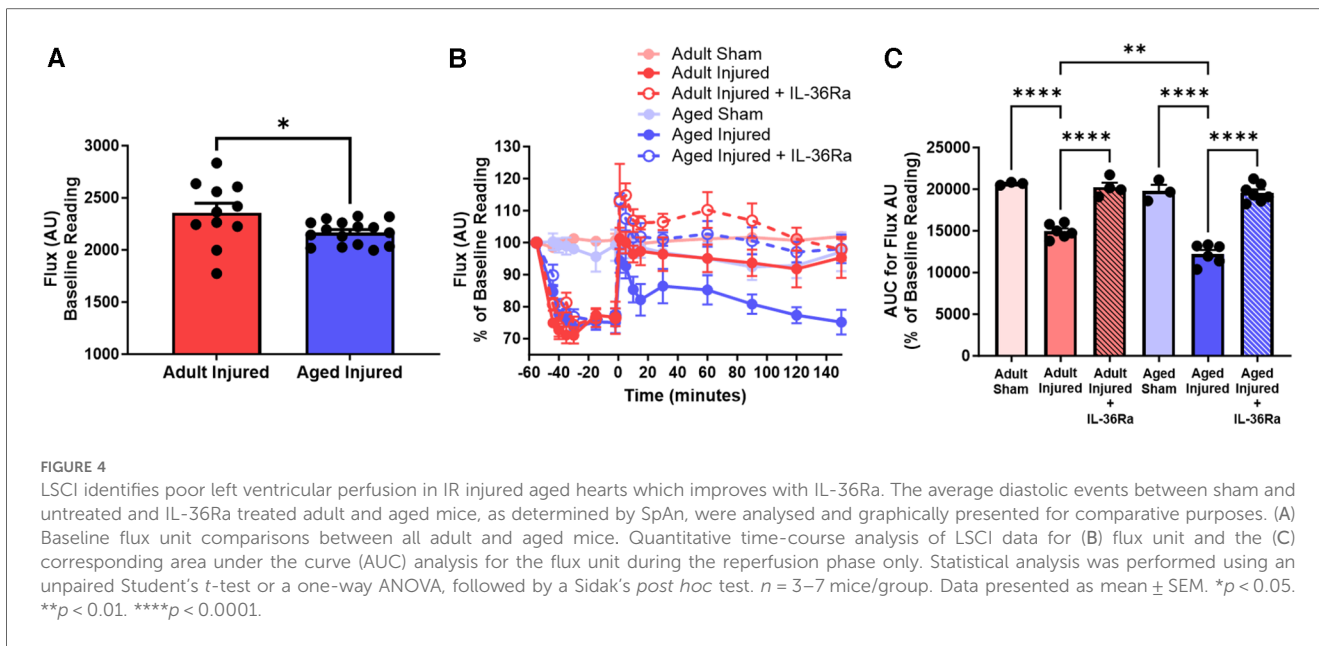 A
*
3000
2500
2000
1500
1000
Flux (AU)
Baseline Reading
Adult Injured
Aged Injured
B
Adult Sham
Adult Injured
Adult Injured + IL-36Ra
Aged Sham
Aged Injured
Aged Injured + IL-36Ra
130
120
110
100
90
80
70
Flux (AU)
% of Baseline Reading
-60 -40 -20 0 20 40 60 80 100 120 140
Time (minutes)
C
**
**** ****
**** ****
25000
20000
15000
10000
5000
0
AUC for Flux AU
(% of Baseline Reading)
Adult
Sham
Adult
Injured
Adult
Injured
+
IL-36Ra
Aged
Sham
Aged
Injured
Aged
Injured
+
IL-36Ra
FIGURE 4
LSCI identifies poor left ventricular perfusion in IR injured aged hearts which improves with IL-36Ra. The average diastolic events between sham and
untreated and IL-36Ra treated adult and aged mice, as determined by SpAn, were analysed and graphically presented for comparative purposes. (A)
Baseline flux unit comparisons between all adult and aged mice. Quantitative time-course analysis of LSCI data for (B) flux unit and the (C)
corresponding area under the curve (AUC) analysis for the flux unit during the reperfusion phase only. Statistical analysis was performed using an
unpaired Student's t-test or a one-way ANOVA, followed by a Sidak's post hoc test. n = 3–7 mice/group. Data presented as mean ± SEM. *p < 0.05.
**p < 0.01. ****p < 0.0001.